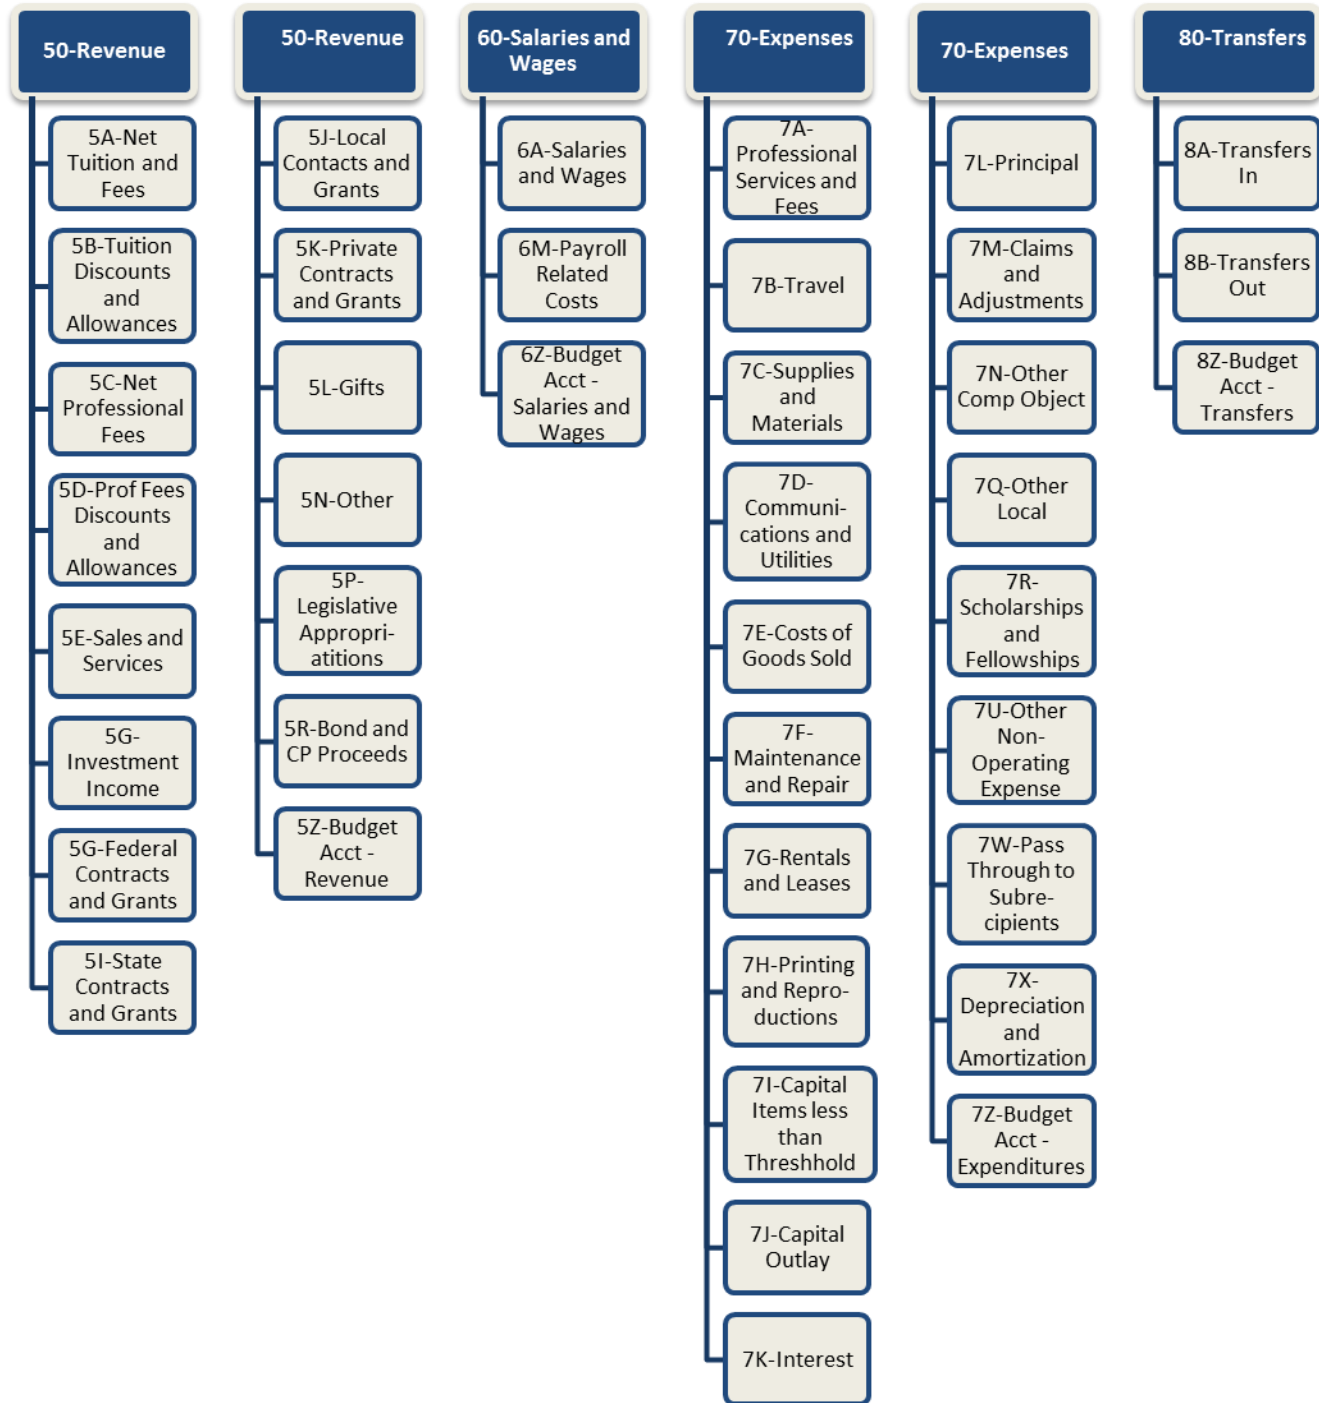 50-Revenue
5A-Net
Tuition and
Fees
5B-Tuition
Discounts
and
Allowances
5C-Net
Professional
Fees
5D-Prof Fees
Discounts
and
Allowances
5E-Sales and
Services
5G-
Investment
Income
5G-Federal
Contracts
and Grants
5I-State
Contracts
and Grants
50-Revenue
5J-Local
Contacts and
Grants
5K-Private
Contracts
and Grants
5L-Gifts
5N-Other
5P-
Legislative
Appropri-
atitions
5R-Bond and
CP Proceeds
5Z-Budget
Acct -
Revenue
60-Salaries and
Wages
6A-Salaries
and Wages
6M-Payroll
Related
Costs
6Z-Budget
Acct -
Salaries and
Wages
70-Expenses
7A-
Professional
Services and
Fees
7B-Travel
7C-Supplies
and
Materials
7D-
Communi-
cations and
Utilities
7E-Costs of
Goods Sold
7F-
Maintenance
and Repair
7G-Rentals
and Leases
7H-Printing
and Repro-
ductions
7I-Capital
Items less
than
Threshhold
7J-Capital
Outlay
7K-Interest
70-Expenses
7L-Principal
7M-Claims
and
Adjustments
7N-Other
Comp Object
7Q-Other
Local
7R-
Scholarships
and
Fellowships
7U-Other
Non-
Operating
Expense
7W-Pass
Through to
Subre-
cipients
7X-
Depreciation
and
Amortization
7Z-Budget
Acct -
Expenditures
80-Transfers
8A-Transfers
In
8B-Transfers
Out
8Z-Budget
Acct -
Transfers